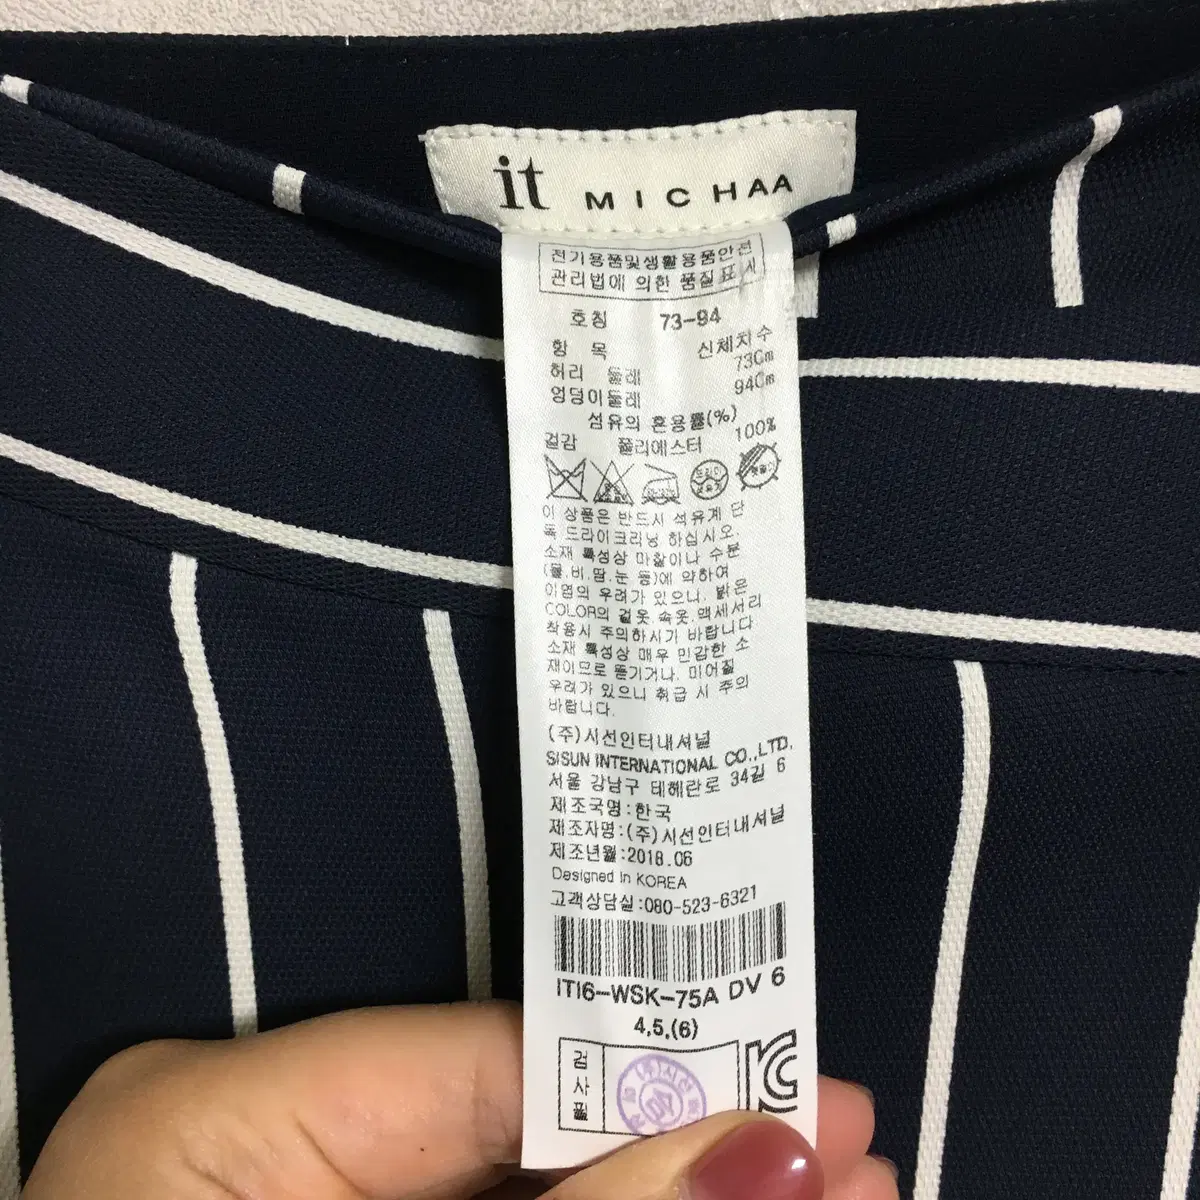 it MICHAA
전기용품및생활용품안전
관리법에 의한 품질표시
호칭 73-94
항 목 신체치수
허리 둘레 73Cm
엉덩이둘레 94Cm
섬유의 혼용률(%)
겉감 폴리에스터 100%
이 상품은 반드시 석유계 단
독 드라이크리닝 하십시오.
소재 특성상 마찰이나 수분
(물.비.땀.눈 등)에 약하여
이염의 우려가 있으니. 밝은
COLOR의 겉옷.속옷.액세서리
착용시 주의하시기 바랍니다
소재 특성상 매우 민감한 소
재이므로 뜯기거나. 미어질
우려가 있으니 취급 시 주의
바랍니다.
(주)시선인터내셔널
SISUN INTERNATIONAL CO.,LTD.
서울 강남구 테헤란로 34길 6
제조국명:한국
제조자명:(주)시선인터내셔널
제조년월:2018.06
Designed in KOREA
고객상담실:080-523-6321
ITI6-WSK-75A DV 6
4,5,(6)
검사필